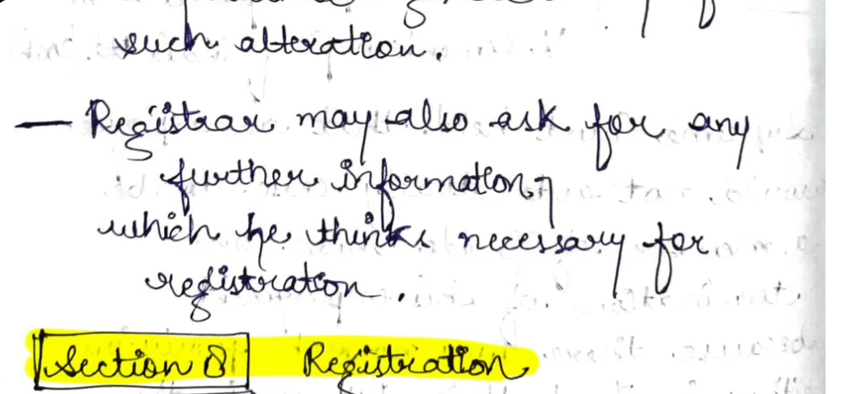 such alteration.
— Registrar may also ask for any
further information
which he thinks necessary for
registration.
Section 8 Registration